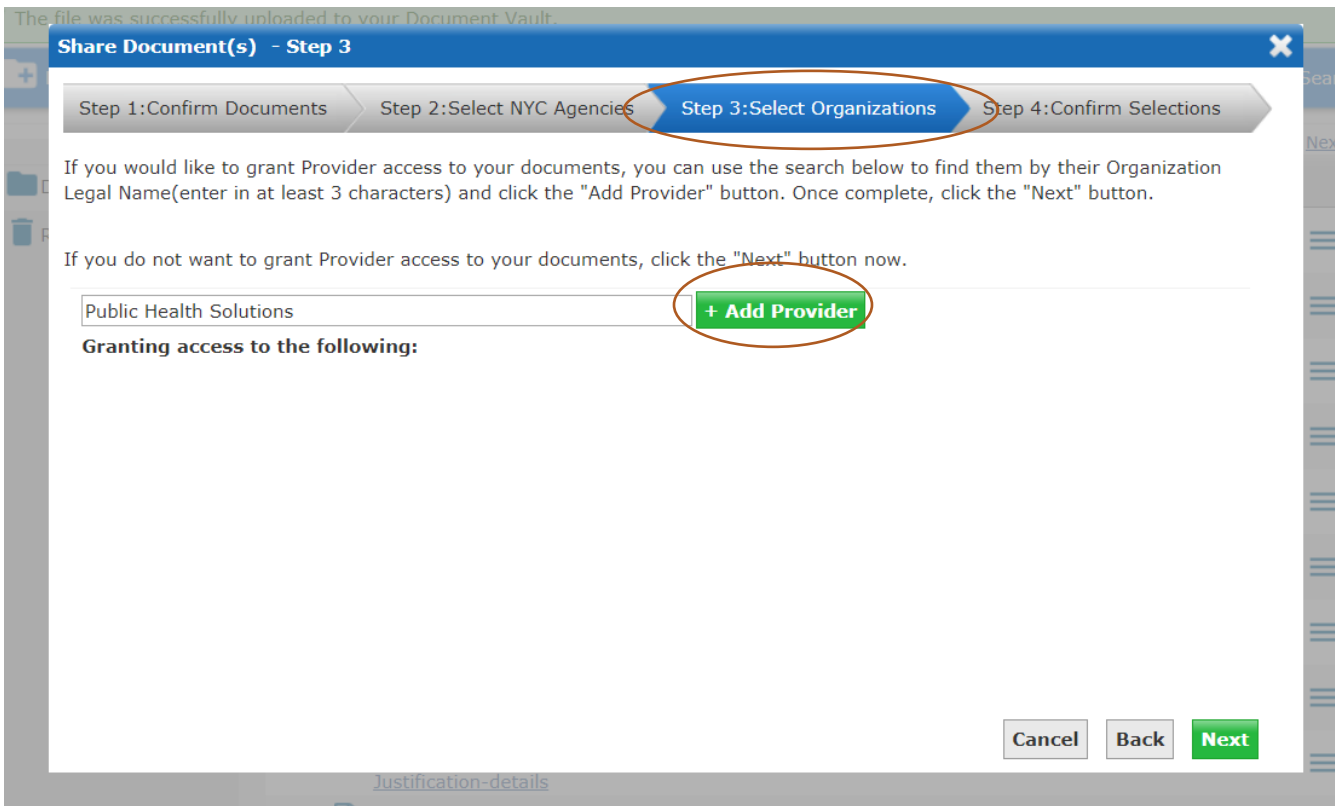 The file was successfully uploaded to your Document Vault.
Share Document(s) - Step 3
Sear
Step 1:Confirm Documents
Step 2:Select NYC Agencies
Step 3:Select Organizations
Step 4:Confirm Selections
Nex
If you would like to grant Provider access to your documents, you can use the search below to find them by their Organization
Legal Name(enter in at least 3 characters) and click the "Add Provider" button. Once complete, click the "Next" button.
If you do not want to grant Provider access to your documents, click the "Next" button now.
Public Health Solutions
+ Add Provider
Granting access to the following:
Cancel
Back
Next
Justification-details